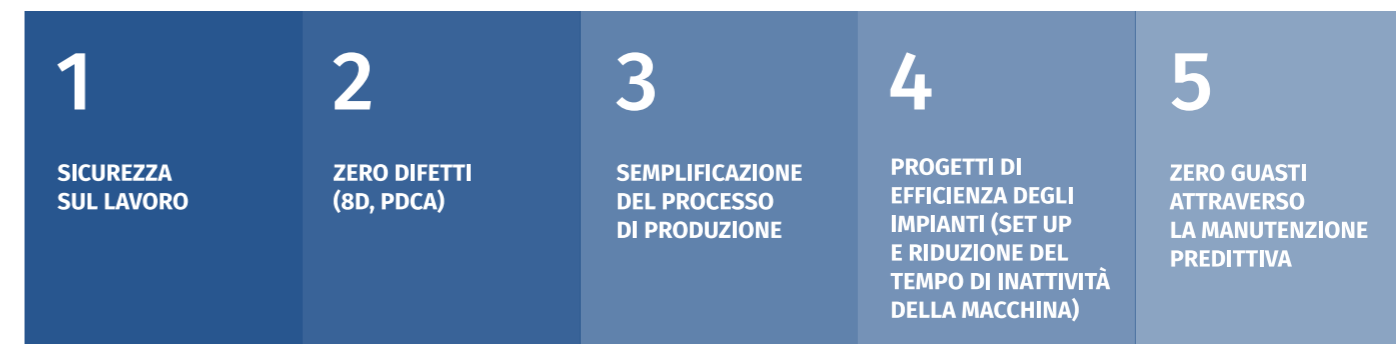 1
SICUREZZA
SUL LAVORO
2
ZERO DIFETTI
(8D, PDCA)
3
SEMPLIFICAZIONE
DEL PROCESSO
DI PRODUZIONE
4
PROGETTI DI
EFFICIENZA DEGLI
IMPIANTI (SET UP
E RIDUZIONE DEL
TEMPO DI INATTIVITÀ
DELLA MACCHINA)
5
ZERO GUASTI
ATTRAVERSO
LA MANUTENZIONE
PREDITTIVA